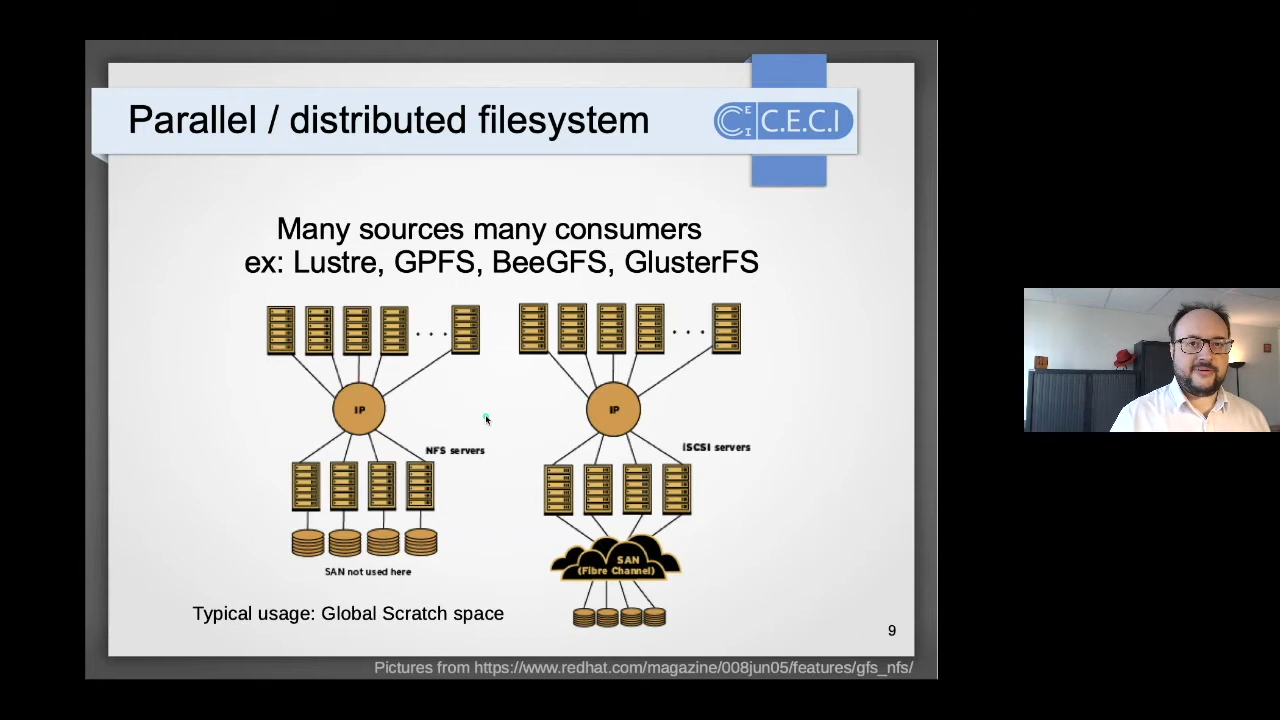 Parallel / distributed filesystem
C E C I C.E.C.I
Many sources many consumers
ex: Lustre, GPFS, BeeGFS, GlusterFS
IP
IP
NFS servers
iSCSI servers
SAN
(Fibre Channel)
SAN not used here
Typical usage: Global Scratch space
9
Pictures from https://www.redhat.com/magazine/008jun05/features/gfs_nfs/